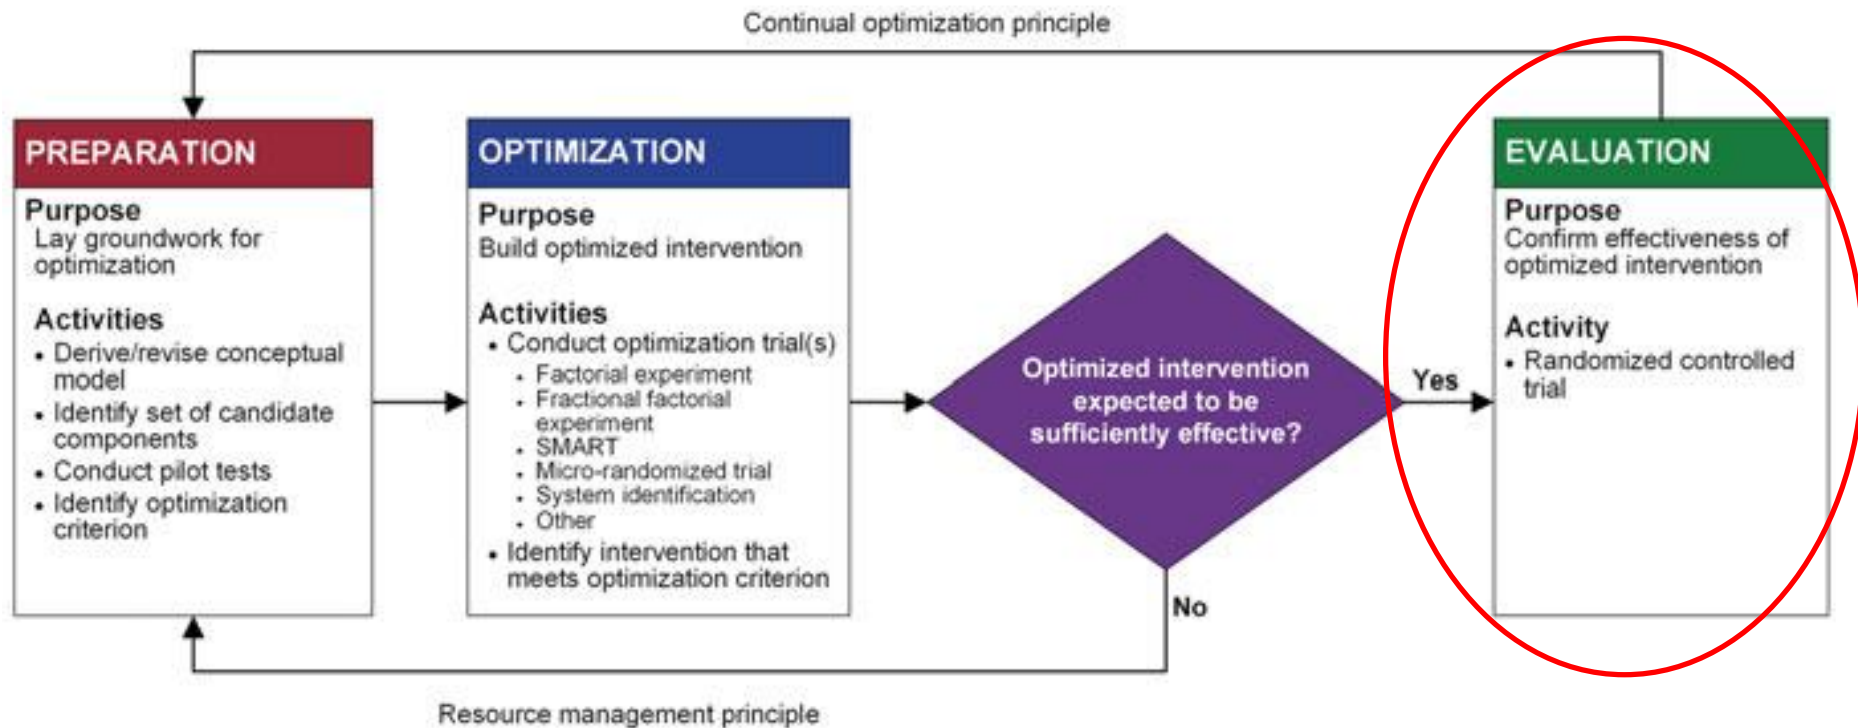 Continual optimization principle
PREPARATION
Purpose
Lay groundwork for
optimization
Activities
• Derive/revise conceptual
model
• Identify set of candidate
components
• Conduct pilot tests
• Identify optimization
criterion
OPTIMIZATION
Purpose
Build optimized intervention
Activities
• Conduct optimization trial(s)
• Factorial experiment
• Fractional factorial
experiment
• SMART
• Micro-randomized trial
• System identification
• Other
• Identify intervention that
meets optimization criterion
Optimized intervention
expected to be
sufficiently effective?
Yes
No
EVALUATION
Purpose
Confirm effectiveness of
optimized intervention
Activity
• Randomized controlled
trial
Resource management principle